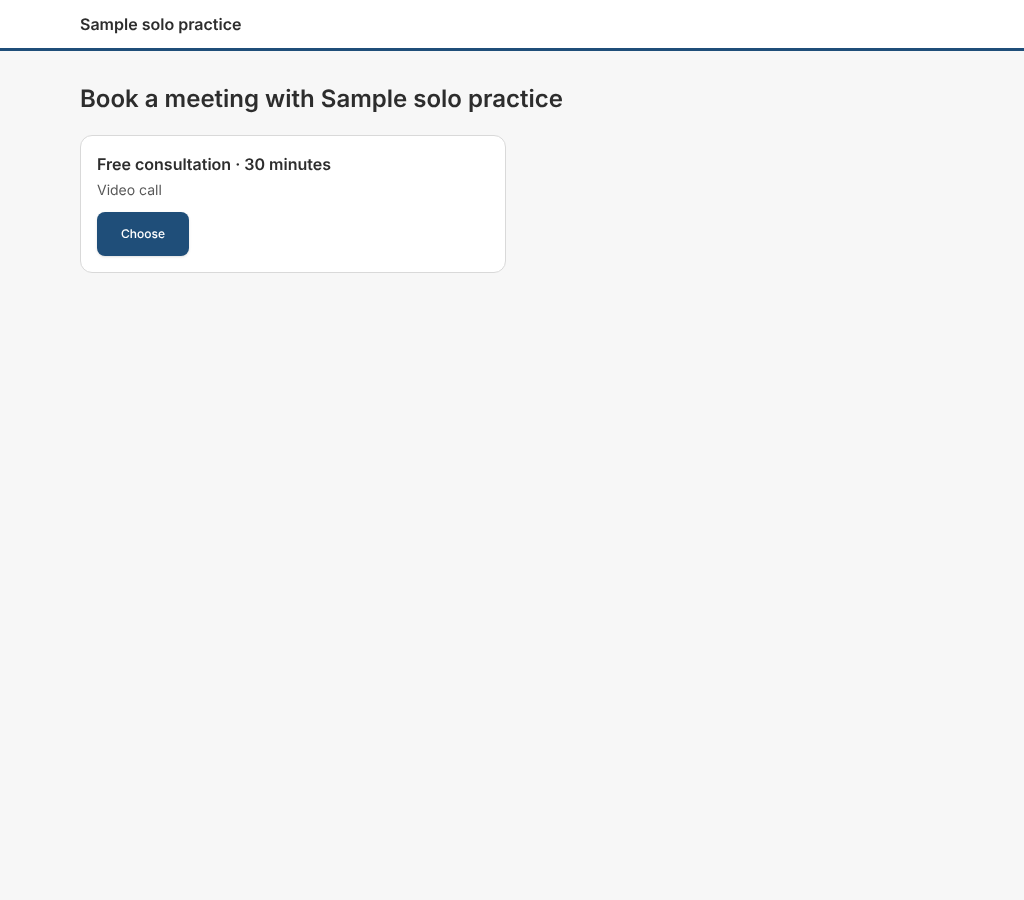 Sample solo practice
Book a meeting with Sample solo practice
Free consultation · 30 minutes
Video call
Choose